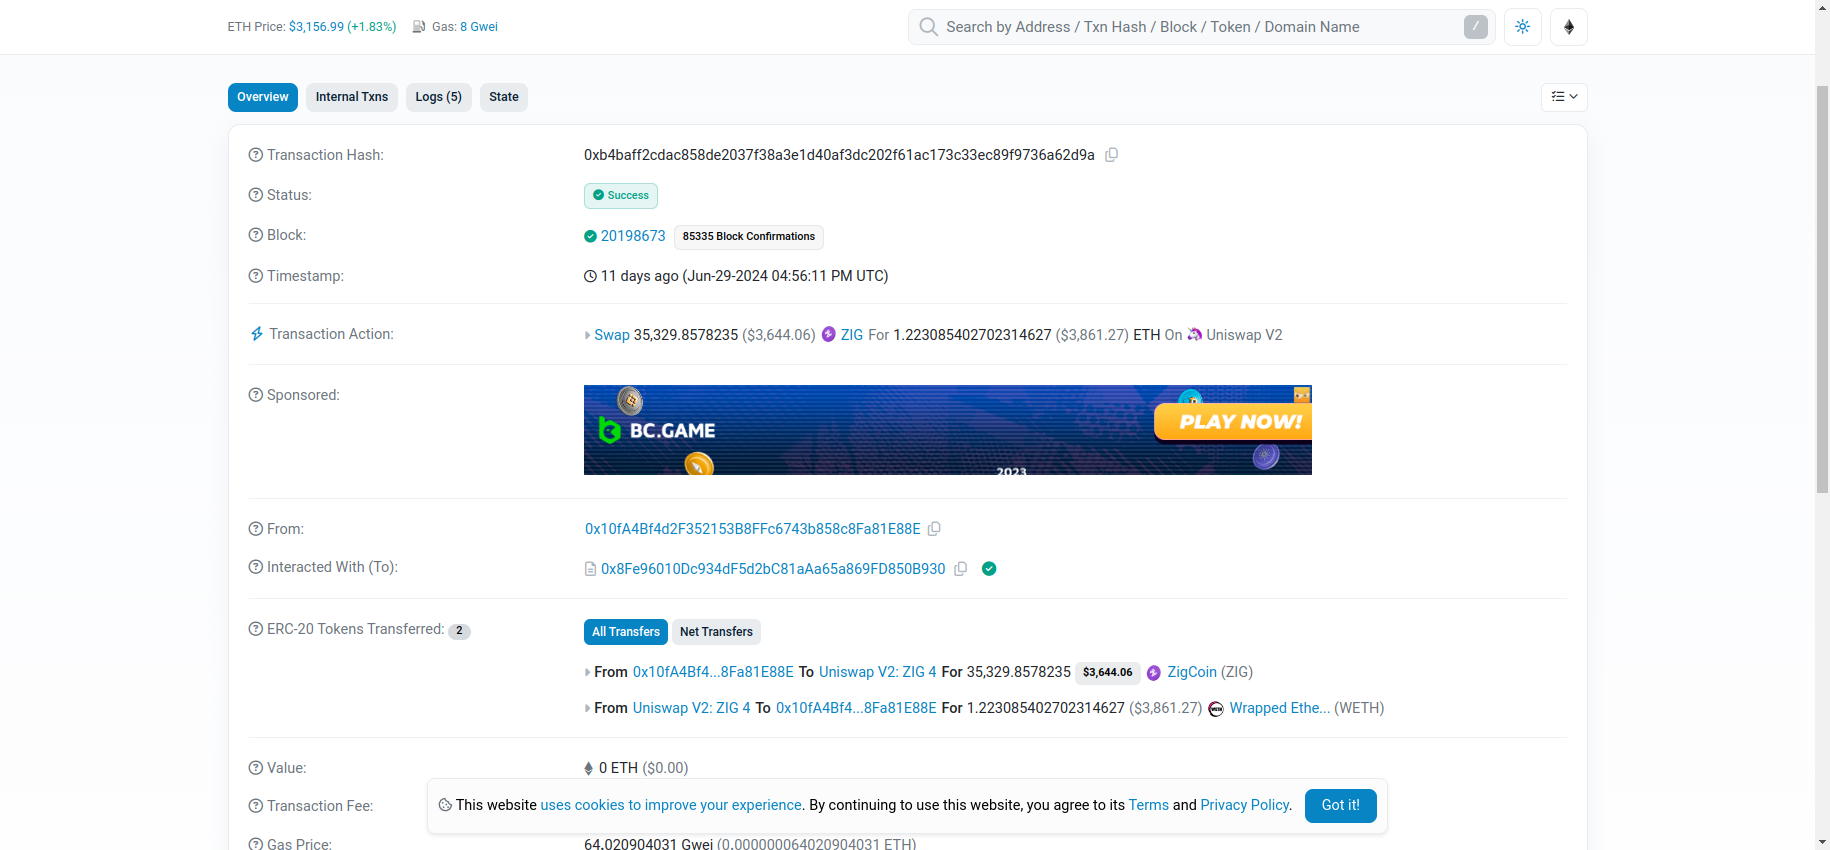 ETH Price: $3,156.99 (+1.83%) Gas: 8 Gwei
Search by Address / Txn Hash / Block / Token / Domain Name /
Overview Internal Txns Logs (5) State
Transaction Hash: 0xb4baff2cdac858de2037f38a3e1d40af3dc202f61ac173c33ec89f9736a62d9a
Status: Success
Block: 20198673 85335 Block Confirmations
Timestamp: 11 days ago (Jun-29-2024 04:56:11 PM UTC)
Transaction Action: Swap 35,329.8578235 ($3,644.06) ZIG For 1.223085402702314627 ($3,861.27) ETH On Uniswap V2
Sponsored:
BC.GAME
PLAY NOW!
2023
From: 0x10fA4Bf4d2F352153B8FFc6743b858c8Fa81E88E
Interacted With (To): 0x8Fe96010Dc934dF5d2bC81aAa65a869FD850B930
ERC-20 Tokens Transferred: 2 All Transfers Net Transfers
From 0x10fA4Bf4...8Fa81E88E To Uniswap V2: ZIG 4 For 35,329.8578235 $3,644.06 ZigCoin (ZIG)
From Uniswap V2: ZIG 4 To 0x10fA4Bf4...8Fa81E88E For 1.223085402702314627 ($3,861.27) Wrapped Ethe... (WETH)
Value: 0 ETH ($0.00)
Transaction Fee:
This website uses cookies to improve your experience. By continuing to use this website, you agree to its Terms and Privacy Policy. Got it!
Gas Price: 64.020904031 Gwei (0.000000064020904031 ETH)